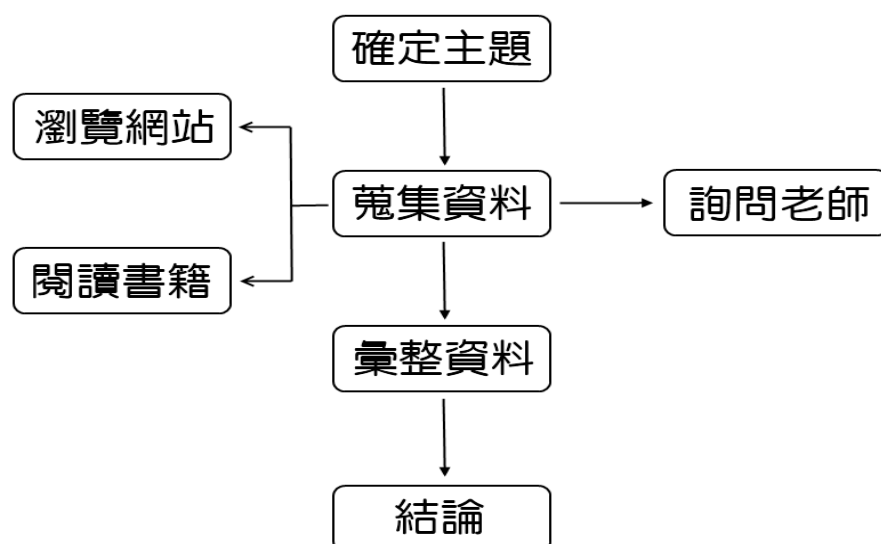 確定主題
瀏覽網站
蒐集資料
詢問老師
閱讀書籍
彙整資料
結論